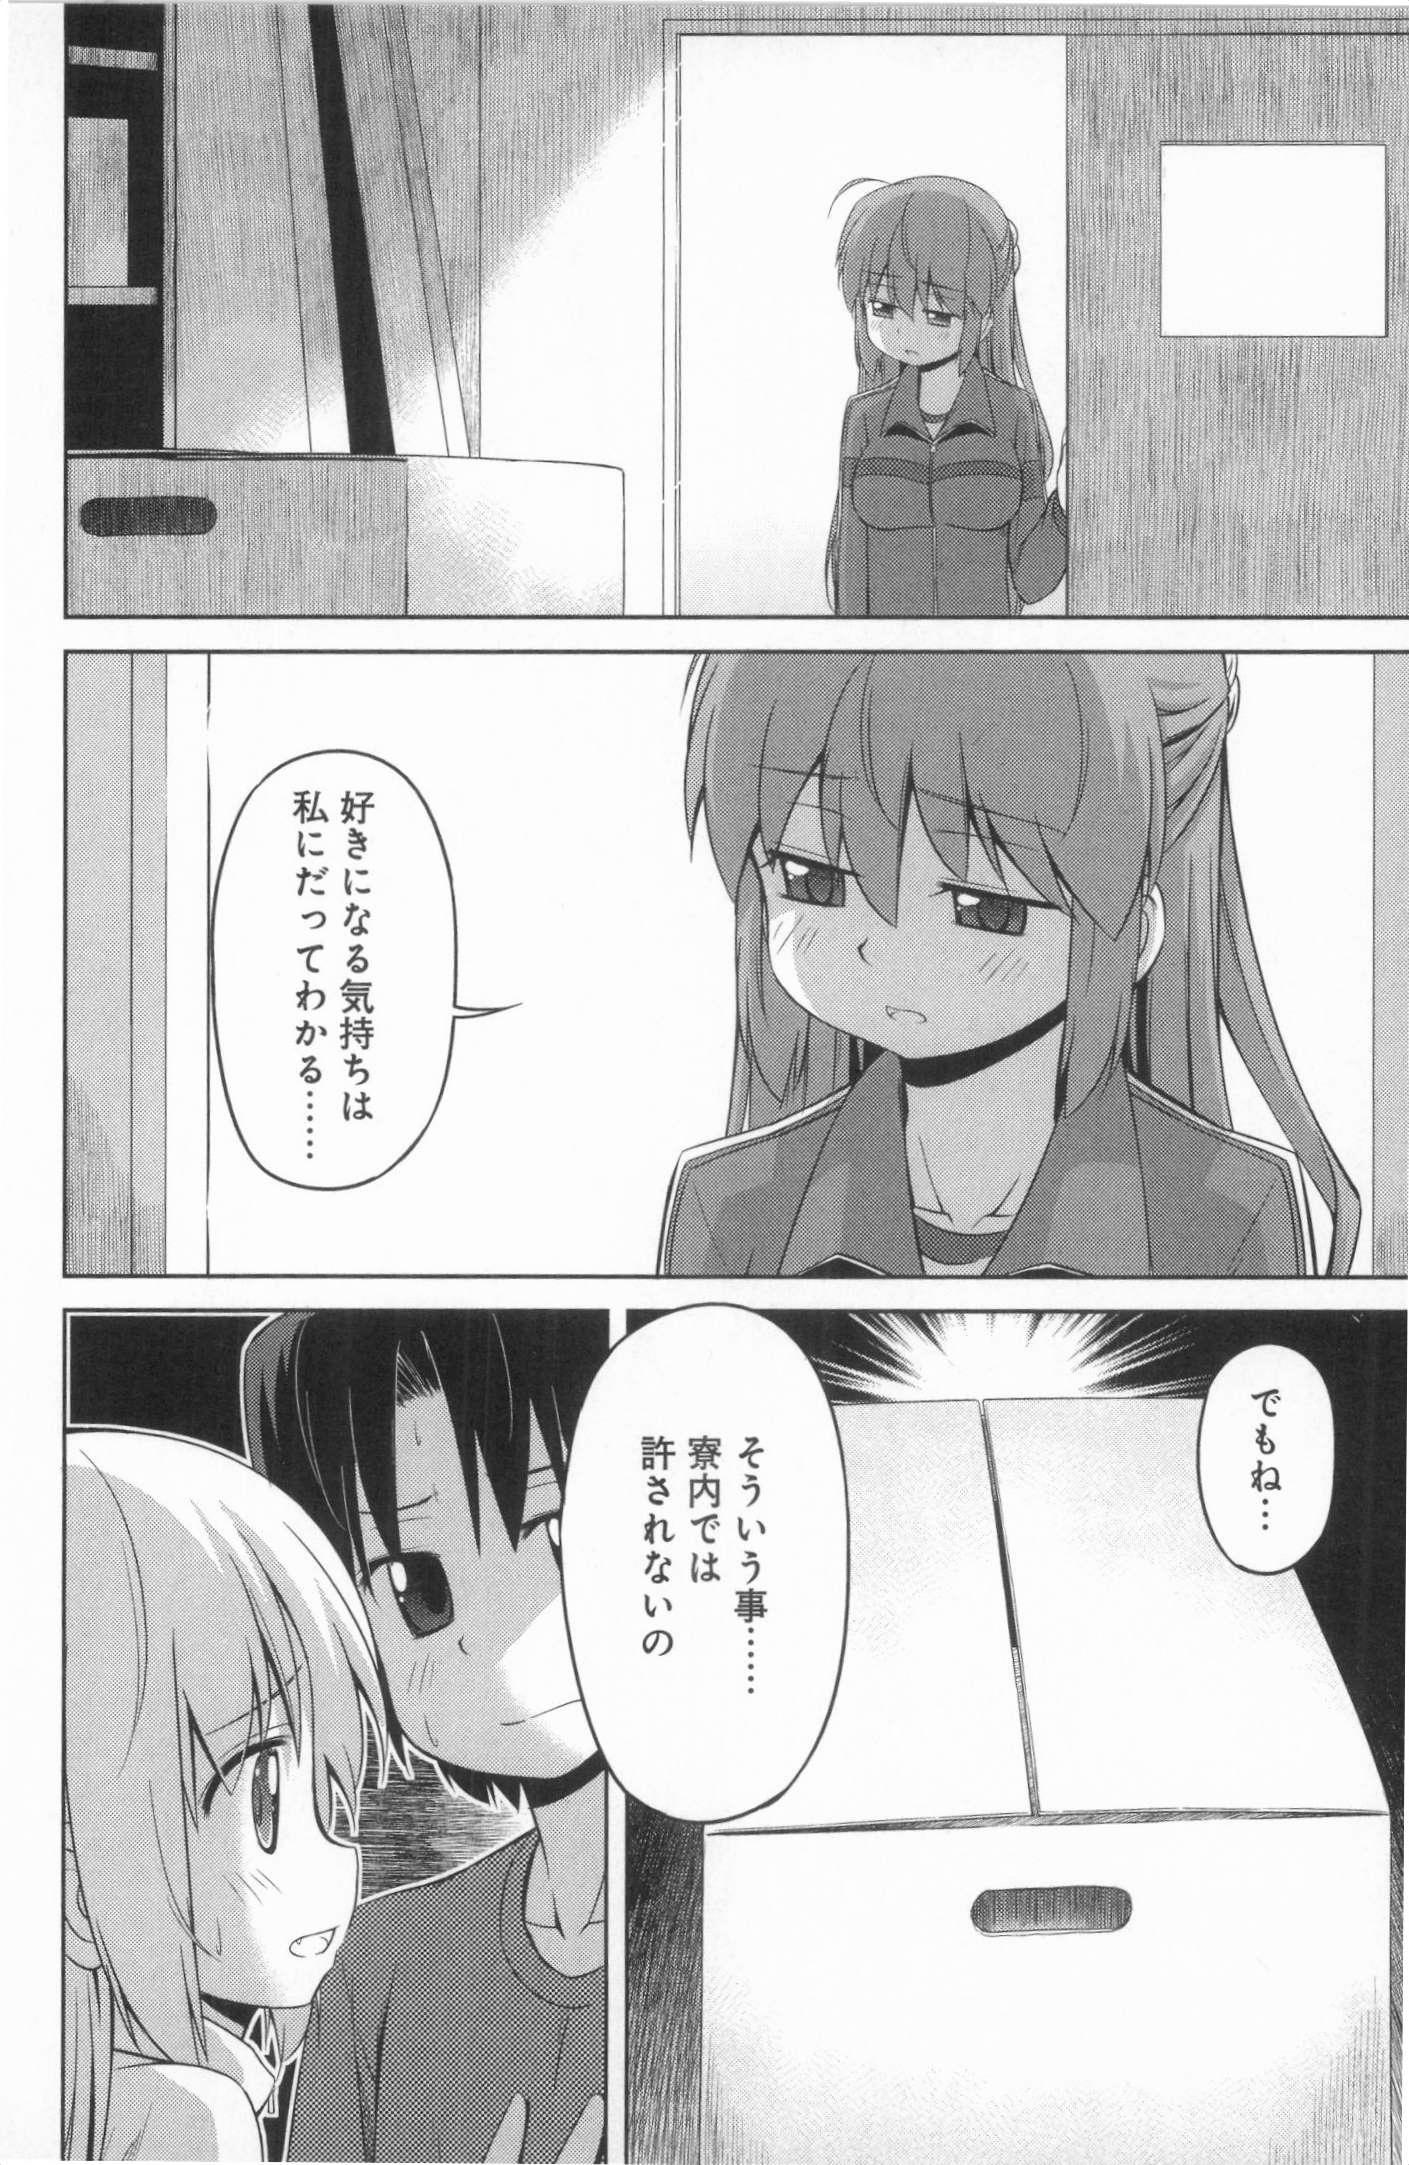 好きになる気持ちは
私にだってわかる……
でもね…
そういう事……
寮内では
許されないの